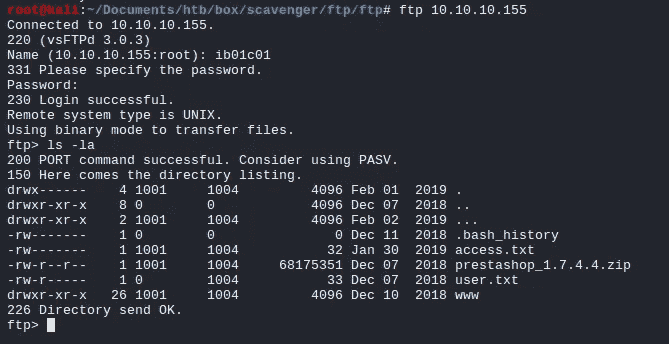 root@kali:~/Documents/htb/box/scavenger/ftp/ftp# ftp 10.10.10.155
Connected to 10.10.10.155.
220 (vsFTPd 3.0.3)
Name (10.10.10.155:root): ib01c01
331 Please specify the password.
Password:
230 Login successful.
Remote system type is UNIX.
Using binary mode to transfer files.
ftp> ls -la
200 PORT command successful. Consider using PASV.
150 Here comes the directory listing.
drwx------    4 1001     1004         4096 Feb 01  2019 .
drwxr-xr-x    8 0        0            4096 Dec 07  2018 ..
drwxr-xr-x    2 1001     1004         4096 Feb 02  2019 ...
-rw-------    1 0        0               0 Dec 11  2018 .bash_history
-rw-------    1 1001     1004           32 Jan 30  2019 access.txt
-rw-r--r--    1 1001     1004     68175351 Dec 07  2018 prestashop_1.7.4.4.zip
-rw-r-----    1 0        1004           33 Dec 07  2018 user.txt
drwxr-xr-x   26 1001     1004         4096 Dec 10  2018 www
226 Directory send OK.
ftp>